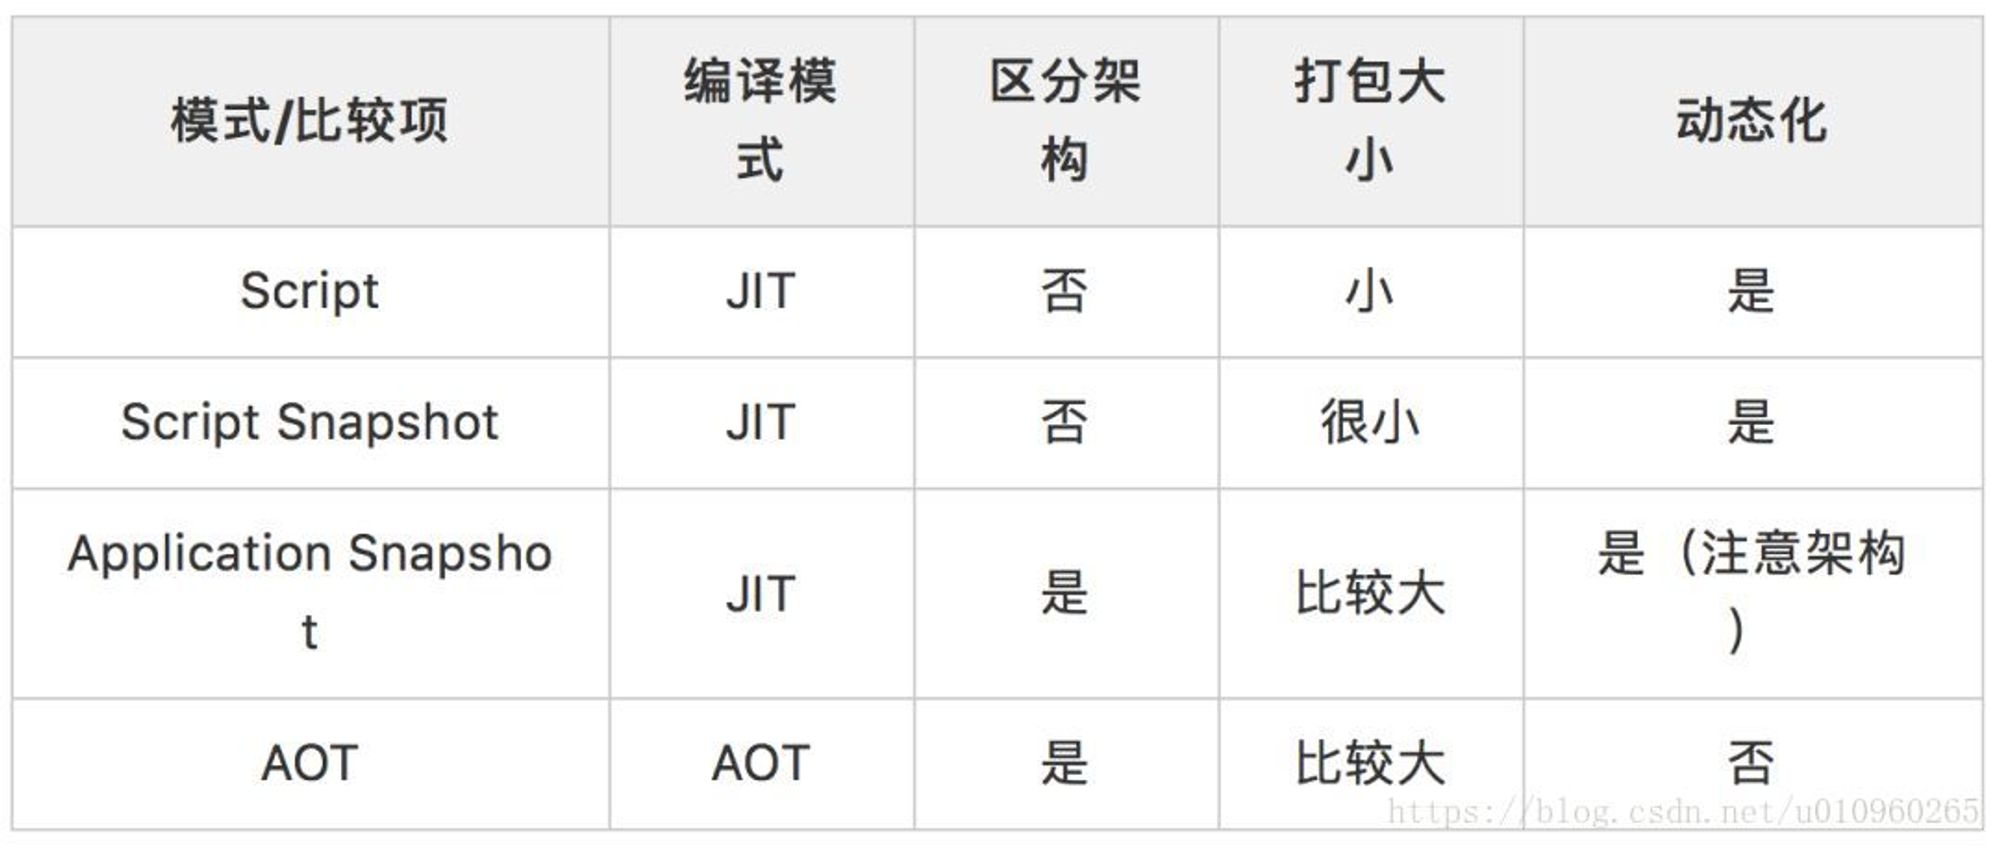 模式/比较项 编译模式 区分架构 打包大小 动态化
Script JIT 否 小 是
Script Snapshot JIT 否 很小 是
Application Snapshot JIT 是 比较大 是（注意架构）
AOT AOT 是 比较大 否
https://blog.csdn.net/u010960265